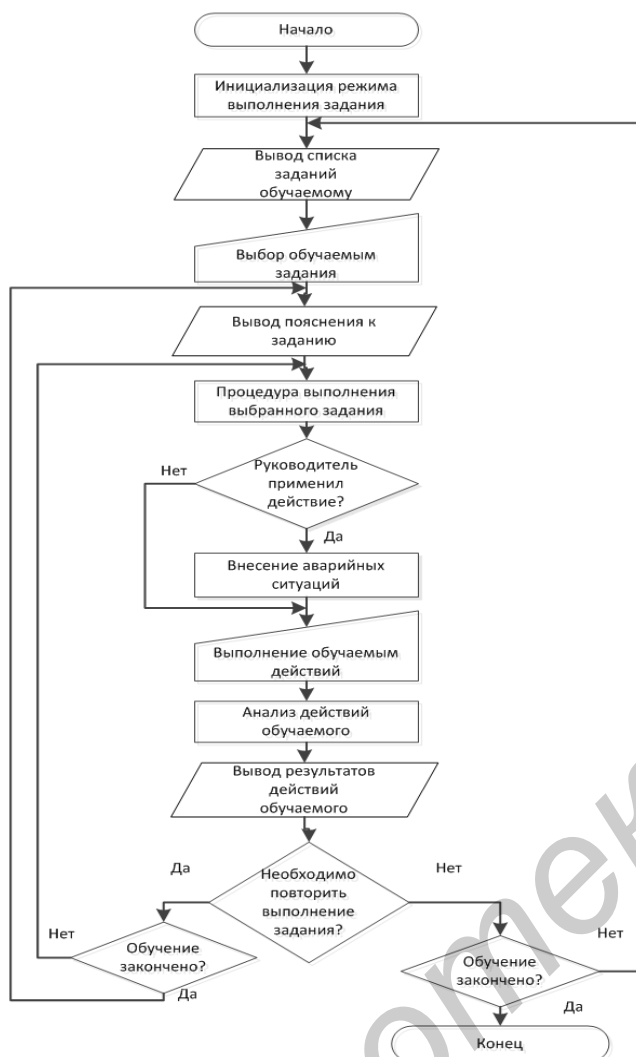 Начало
Инициализация режима
выполнения задания
Вывод списка
заданий
обучаемому
Выбор обучаемым
задания
Вывод пояснения к
заданию
Процедура выполнения
выбранного задания
Нет
Руководитель
применил
действие?
Да
Внесение аварийных
ситуаций
Выполнение обучаемым
действий
Анализ действий
обучаемого
Вывод результатов
действий
обучаемого
Да
Необходимо
повторить
выполнение
задания?
Нет
Нет
Обучение
закончено?
Да
Обучение
закончено?
Нет
Да
Конец